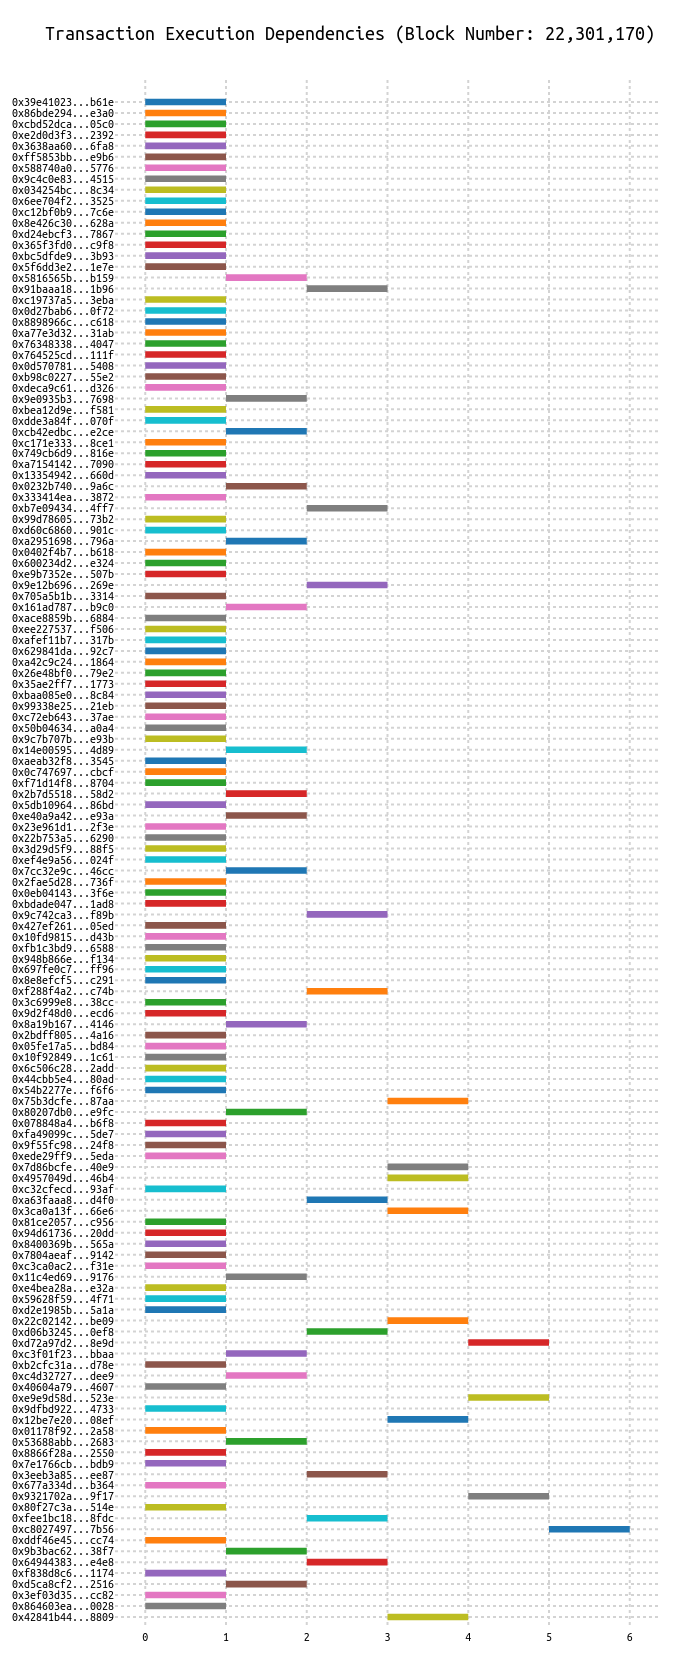 Transaction Execution Dependencies (Block Number: 22,301,170)
0x39e41023...b61e
0x86bde294...e3a0
0xcbd52dca...05c0
0xe2d0d3f3...2392
0x3638aa60...6fa8
0xff5853bb...e9b6
0x588740a0...5776
0x9c4c0e83...4515
0x034254bc...8c34
0x6ee704f2...3525
0xc12bf0b9...7c6e
0x8e426c30...628a
0xd24ebcf3...7867
0x365f3fd0...c9f8
0xbc5dfde9...3b93
0x5f6dd3e2...1e7e
0x5816565b...b159
0x91baaa18...1b96
0xc19737a5...3eba
0x0d27bab6...0f72
0x8898966c...c618
0xa77e3d32...31ab
0x76348338...4047
0x764525cd...111f
0x0d570781...5408
0xb98c0227...55e2
0xdeca9c61...d326
0x9e0935b3...7698
0xbea12d9e...f581
0xdde3a84f...070f
0xcb42edbc...e2ce
0xc171e333...8ce1
0x749cb6d9...816e
0xa7154142...7090
0x13354942...660d
0x0232b740...9a6c
0x333414ea...3872
0xb7e09434...4ff7
0x99d78605...73b2
0xd60c6860...901c
0xa2951698...796a
0x0402f4b7...b618
0x600234d2...e324
0xe9b7352e...507b
0x9e12b696...269e
0x705a5b1b...3314
0x161ad787...b9c0
0xace8859b...6884
0xee227537...f506
0xafef11b7...317b
0x629841da...92c7
0xa42c9c24...1864
0x26e48bf0...79e2
0x35ae2ff7...1773
0xbaa085e0...8c84
0x99338e25...21eb
0xc72eb643...37ae
0x50b04634...a0a4
0x9c7b707b...e93b
0x14e00595...4d89
0xaeab32f8...3545
0x0c747697...cbcf
0xf71d14f8...8704
0x2b7d5518...58d2
0x5db10964...86bd
0xe40a9a42...e93a
0x23e961d1...2f3e
0x22b753a5...6290
0x3d29d5f9...88f5
0xef4e9a56...024f
0x7cc32e9c...46cc
0x2fae5d28...736f
0x0eb04143...3f6e
0xbdade047...1ad8
0x9c742ca3...f89b
0x427ef261...05ed
0x10fd9815...d43b
0xfb1c3bd9...6588
0x948b866e...f134
0x697fe0c7...ff96
0x8e8efcf5...c291
0xf288f4a2...c74b
0x3c6999e8...38cc
0x9d2f48d0...ecd6
0x8a19b167...4146
0x2bdff805...4a16
0x05fe17a5...bd84
0x10f92849...1c61
0x6c506c28...2add
0x44cbb5e4...80ad
0x54b2277e...f6f6
0x75b3dcfe...87aa
0x80207db0...e9fc
0x078848a4...b6f8
0xfa49099c...5de7
0x9f55fc98...24f8
0xede29ff9...5eda
0x7d86bcfe...40e9
0x4957049d...46b4
0xc32cfecd...93af
0xa63faaa8...d4f0
0x3ca0a13f...66e6
0x81ce2057...c956
0x94d61736...20dd
0x8400369b...565a
0x7804aeaf...9142
0xc3ca0ac2...f31e
0x11c4ed69...9176
0xe4bea28a...e32a
0x59628f59...4f71
0xd2e1985b...5a1a
0x22c02142...be09
0xd06b3245...0ef8
0xd72a97d2...8e9d
0xc3f01f23...bbaa
0xb2cfc31a...d78e
0xc4d32727...dee9
0x40604a79...4607
0xe9e9d58d...523e
0x9dfbd922...4733
0x12be7e20...08ef
0x01178f92...2a58
0x53688abb...2683
0x8866f28a...2550
0x7e1766cb...bdb9
0x3eeb3a85...ee87
0x677a334d...b364
0x9321702a...9f17
0x80f27c3a...514e
0xfee1bc18...8fdc
0xc8027497...7b56
0xddf46e45...cc74
0x9b3bac62...38f7
0x64944383...e4e8
0xf838d8c6...1174
0xd5ca8cf2...2516
0x3ef03d35...cc82
0x864603ea...0028
0x42841b44...8809
0 1 2 3 4 5 6